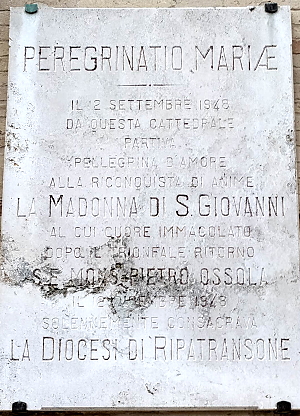 PEREGRINATIO MARIÆ
IL 12 SETTEMBRE 1948
DA QUESTA CATTEDRALE
PARTIVA
PELLEGRINA D'AMORE
ALLA RICONQUISTA DI ANIME
LA MADONNA DI S. GIOVANNI
AL CUI CUORE IMMACOLATO
DOPO IL TRIONFALE RITORNO
S.E. MONS. PIETRO OSSOLA
IL 1948
SOLENNEMENTE CONSACRAVA
LA DIOCESI DI RIPATRANSONE